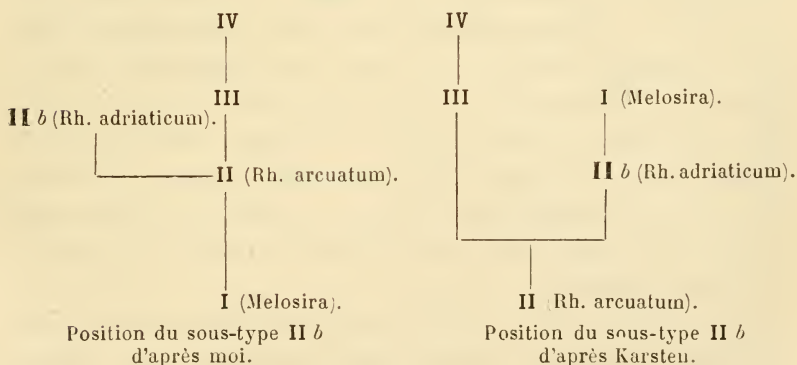 IV
III
II b (Rh. adriaticum).
II (Rh. arcuatum).
I (Melosira).
Position du sous-type II b
d'après moi.
IV
III
I (Melosira).
II b (Rh. adriaticum).
II (Rh. arcuatum).
Position du sous-type II b
d'après Karsten.